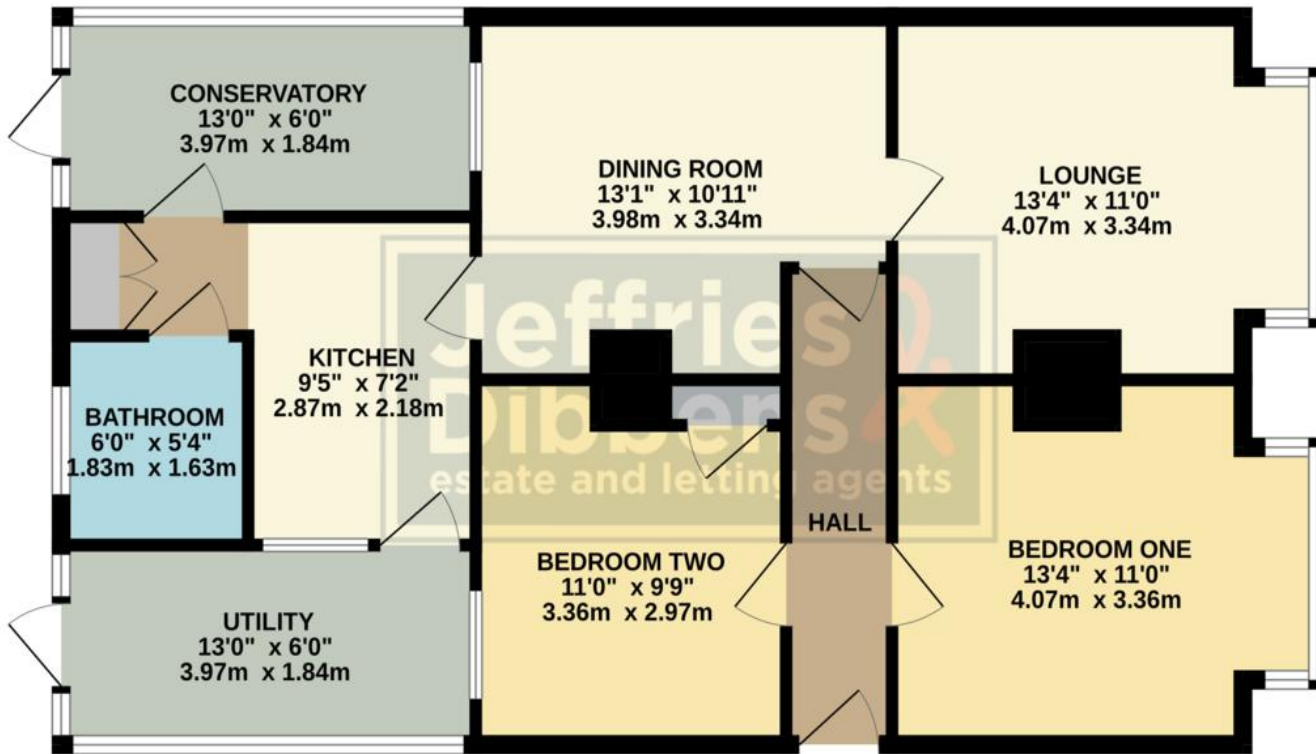 CONSERVATORY
13'0" x 6'0"
3.97m x 1.84m
DINING ROOM
13'1" x 10'11"
3.98m x 3.34m
LOUNGE
13'4" x 11'0"
4.07m x 3.34m
KITCHEN
9'5" x 7'2"
2.87m x 2.18m
BATHROOM
6'0" x 5'4"
1.83m x 1.63m
Jeffries &
Dibbens
estate and letting agents
HALL
BEDROOM TWO
11'0" x 9'9"
3.36m x 2.97m
BEDROOM ONE
13'4" x 11'0"
4.07m x 3.36m
UTILITY
13'0" x 6'0"
3.97m x 1.84m